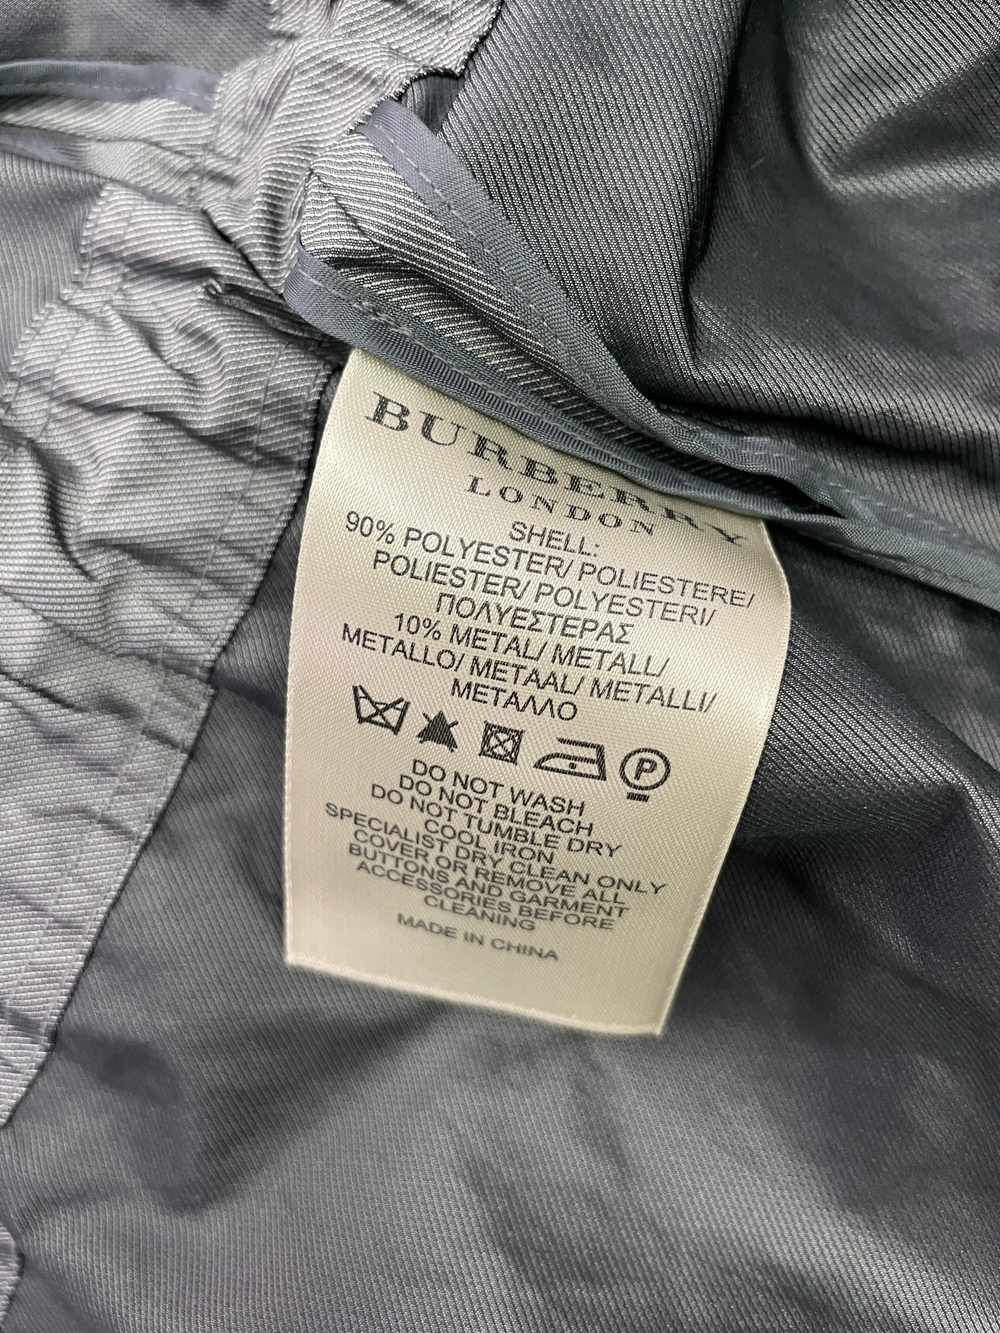 BURBERRY
LONDON
SHELL:
90% POLYESTER/ POLIESTERE/
POLIESTER/ POLYESTERI/
ΠΟΛΥΕΣΤΕΡΑΣ
10% METAL/ METALL/
METALLO/ METAAL/ METALLI/
ΜΕΤΑΛΛΟ
P
DO NOT WASH
DO NOT BLEACH
DO NOT TUMBLE DRY
COOL IRON
SPECIALIST DRY CLEAN ONLY
COVER OR REMOVE ALL
BUTTONS AND GARMENT
ACCESSORIES BEFORE
CLEANING
MADE IN CHINA